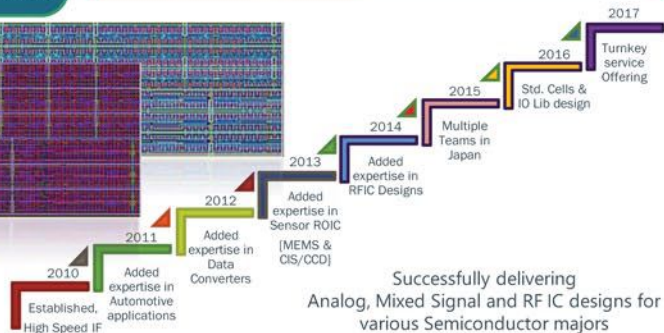 2010
Established,
High Speed IF
2011
Added
expertise in
Automotive
applications
2012
Added
expertise in
Data
Converters
2013
Added
expertise in
Sensor ROIC
[MEMS &
CIS/CCD]
2014
Added
expertise in
RFIC Designs
2015
Multiple
Teams in
Japan
2016
Std. Cells &
IO Lib design
2017
Turnkey
service
Offering
Successfully delivering
Analog, Mixed Signal and RF IC designs for
various Semiconductor majors